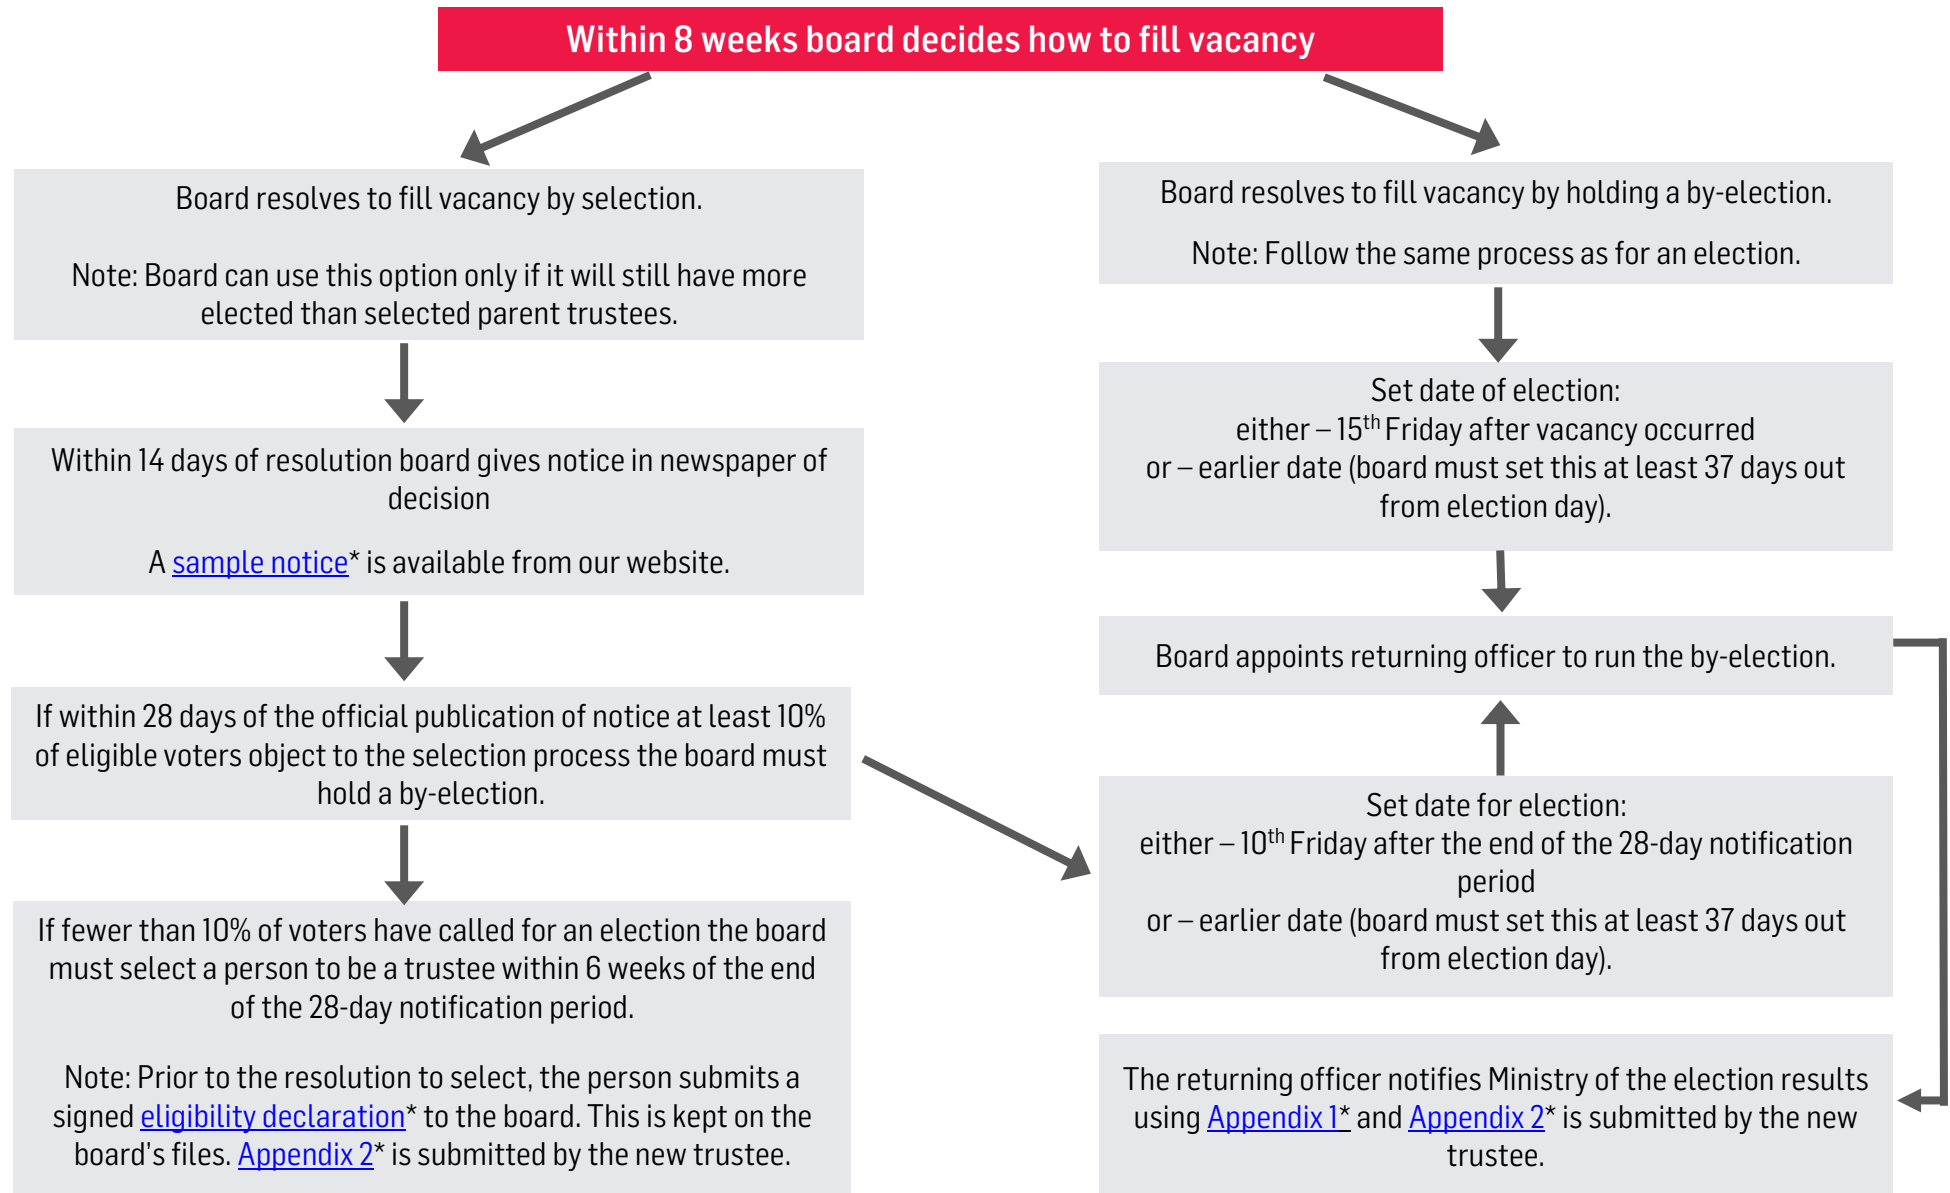 Within 8 weeks board decides how to fill vacancy
Board resolves to fill vacancy by selection.
Note: Board can use this option only if it will still have more
elected than selected parent trustees.
Within 14 days of resolution board gives notice in newspaper of
decision
A sample notice* is available from our website.
If within 28 days of the official publication of notice at least 10%
of eligible voters object to the selection process the board must
hold a by-election.
If fewer than 10% of voters have called for an election the board
must select a person to be a trustee within 6 weeks of the end
of the 28-day notification period.
Note: Prior to the resolution to select, the person submits a
signed eligibility declaration* to the board. This is kept on the
board's files. Appendix 2* is submitted by the new trustee.
Board resolves to fill vacancy by holding a by-election.
Note: Follow the same process as for an election.
Set date of election:
either – 15th Friday after vacancy occurred
or – earlier date (board must set this at least 37 days out
from election day).
Board appoints returning officer to run the by-election.
Set date for election:
either – 10th Friday after the end of the 28-day notification
period
or – earlier date (board must set this at least 37 days out
from election day).
The returning officer notifies Ministry of the election results
using Appendix 1* and Appendix 2* is submitted by the new
trustee.